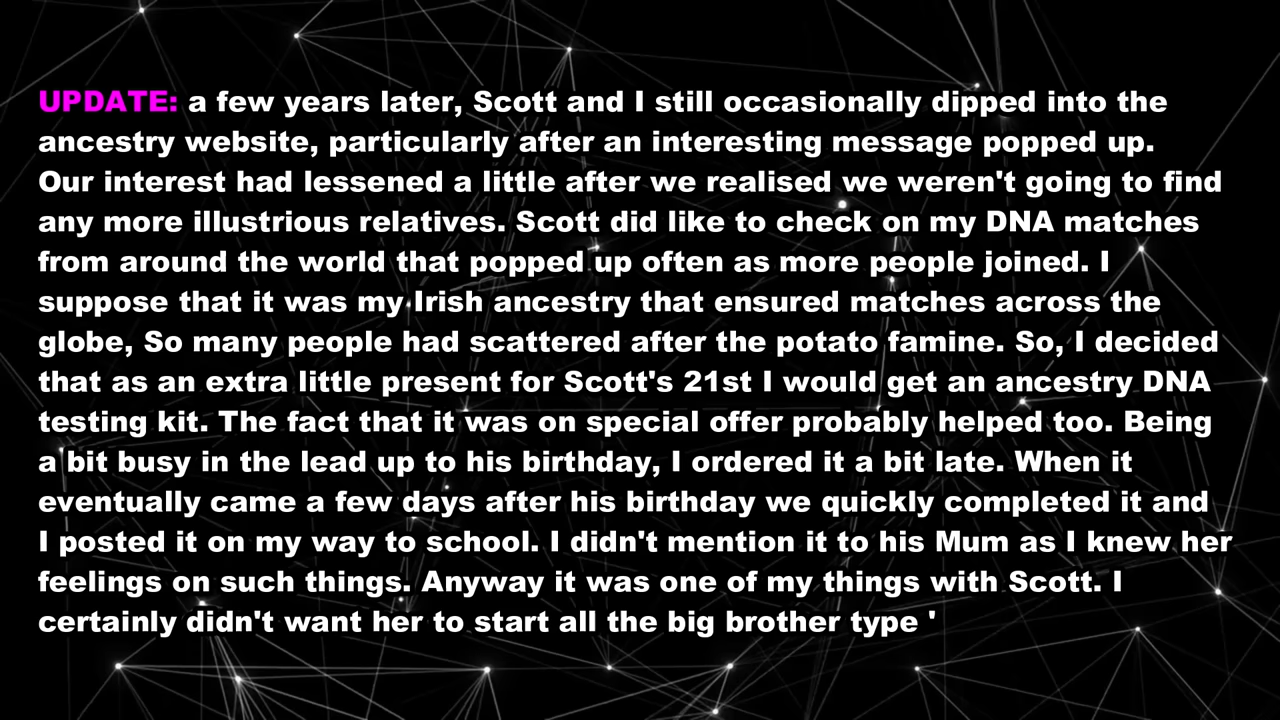 UPDATE: a few years later, Scott and I still occasionally dipped into the
ancestry website, particularly after an interesting message popped up.
Our interest had lessened a little after we realised we weren't going to find
any more illustrious relatives. Scott did like to check on my DNA matches
from around the world that popped up often as more people joined. I
suppose that it was my Irish ancestry that ensured matches across the
globe, So many people had scattered after the potato famine. So, I decided
that as an extra little present for Scott's 21st I would get an ancestry DNA
testing kit. The fact that it was on special offer probably helped too. Being
a bit busy in the lead up to his birthday, I ordered it a bit late. When it
eventually came a few days after his birthday we quickly completed it and
I posted it on my way to school. I didn't mention it to his Mum as I knew her
feelings on such things. Anyway it was one of my things with Scott. I
certainly didn't want her to start all the big brother type '